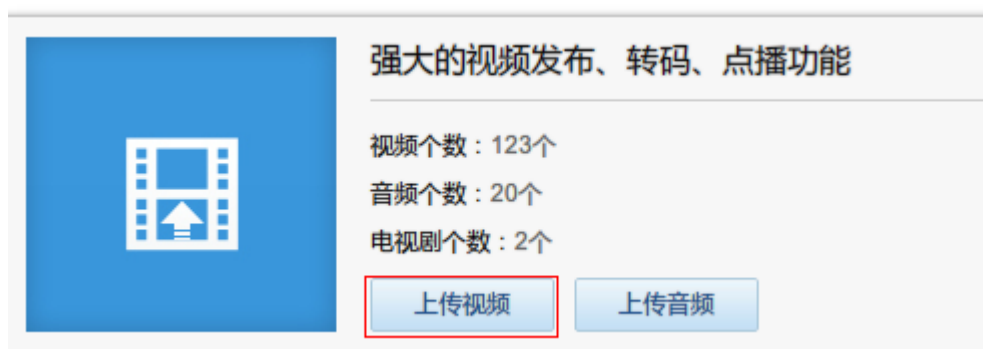 强大的视频发布、转码、点播功能
视频个数：123个
音频个数：20个
电视剧个数：2个
上传视频 上传音频